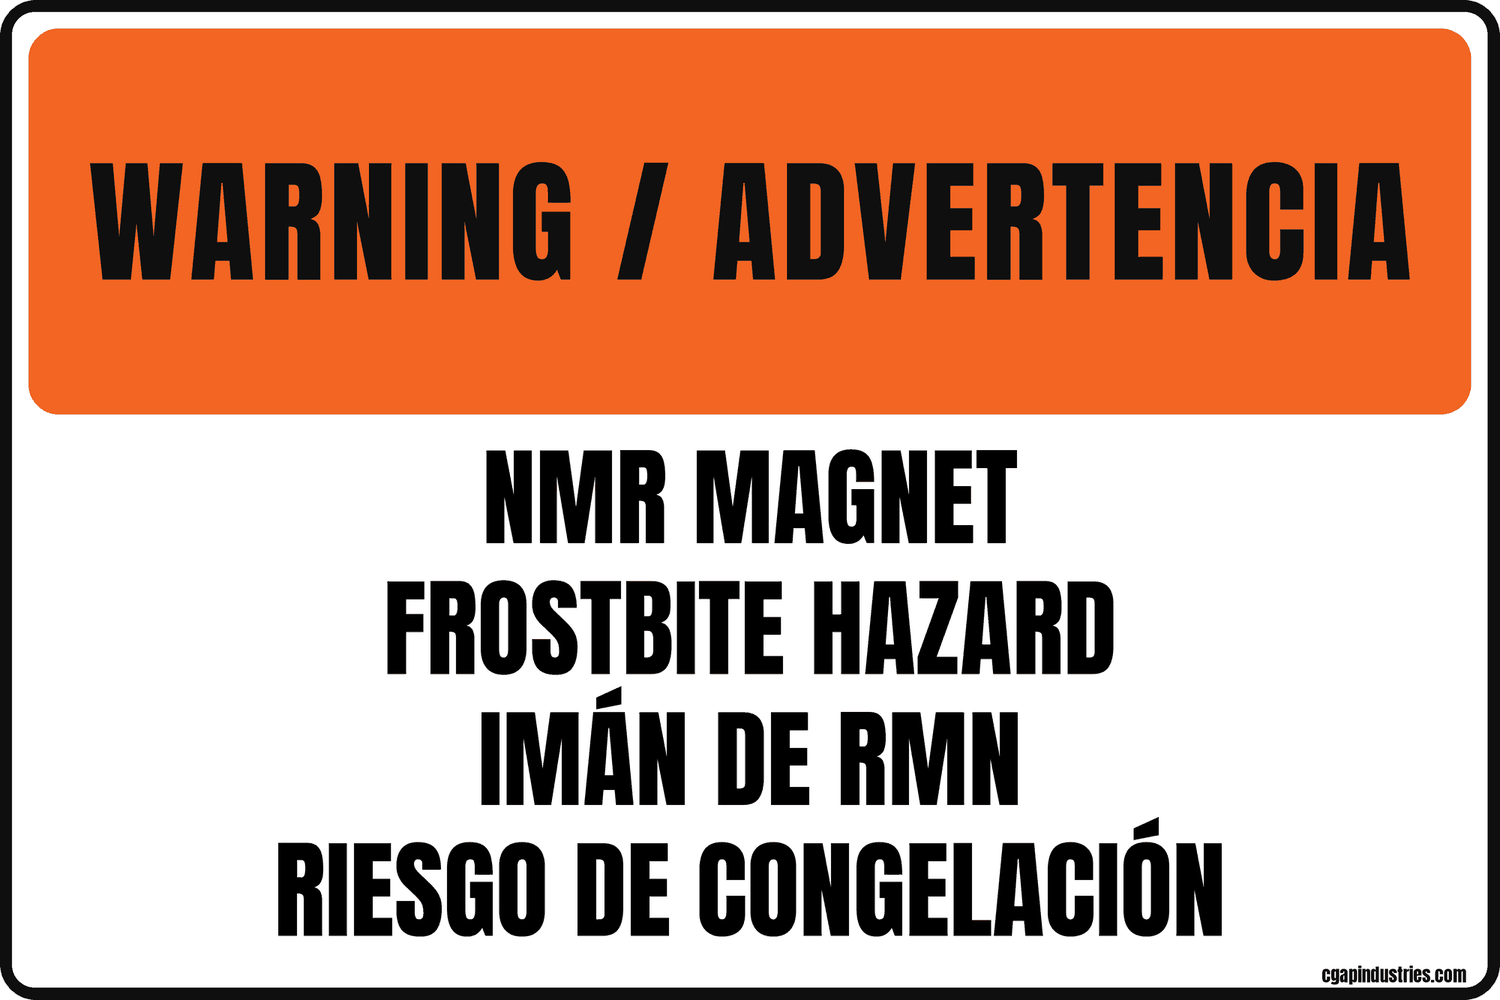 WARNING / ADVERTENCIA
NMR MAGNET
FROSTBITE HAZARD
IMÁN DE RMN
RIESGO DE CONGELACIÓN
cgapindustries.com